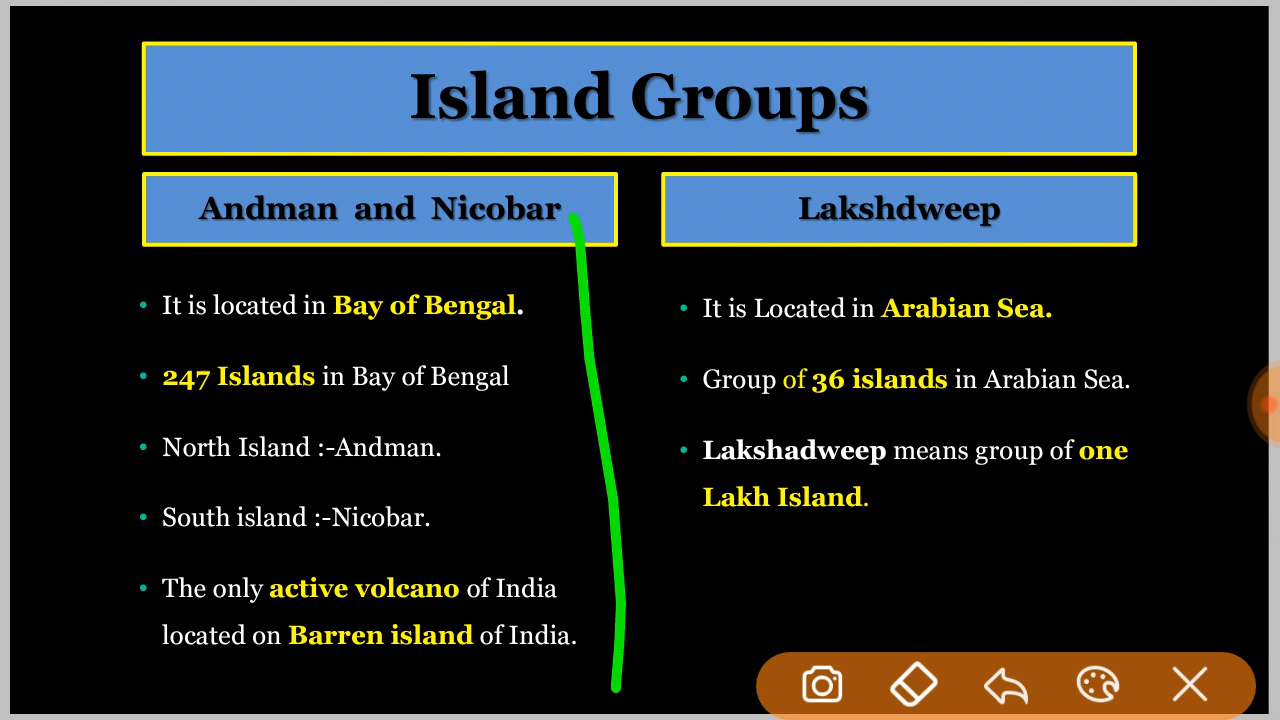 Island Groups
Andman and Nicobar
• It is located in Bay of Bengal.
• 247 Islands in Bay of Bengal
• North Island :-Andman.
• South island :-Nicobar.
• The only active volcano of India
located on Barren island of India.
Lakshdweep
• It is Located in Arabian Sea.
• Group of 36 islands in Arabian Sea.
• Lakshadweep means group of one
Lakh Island.